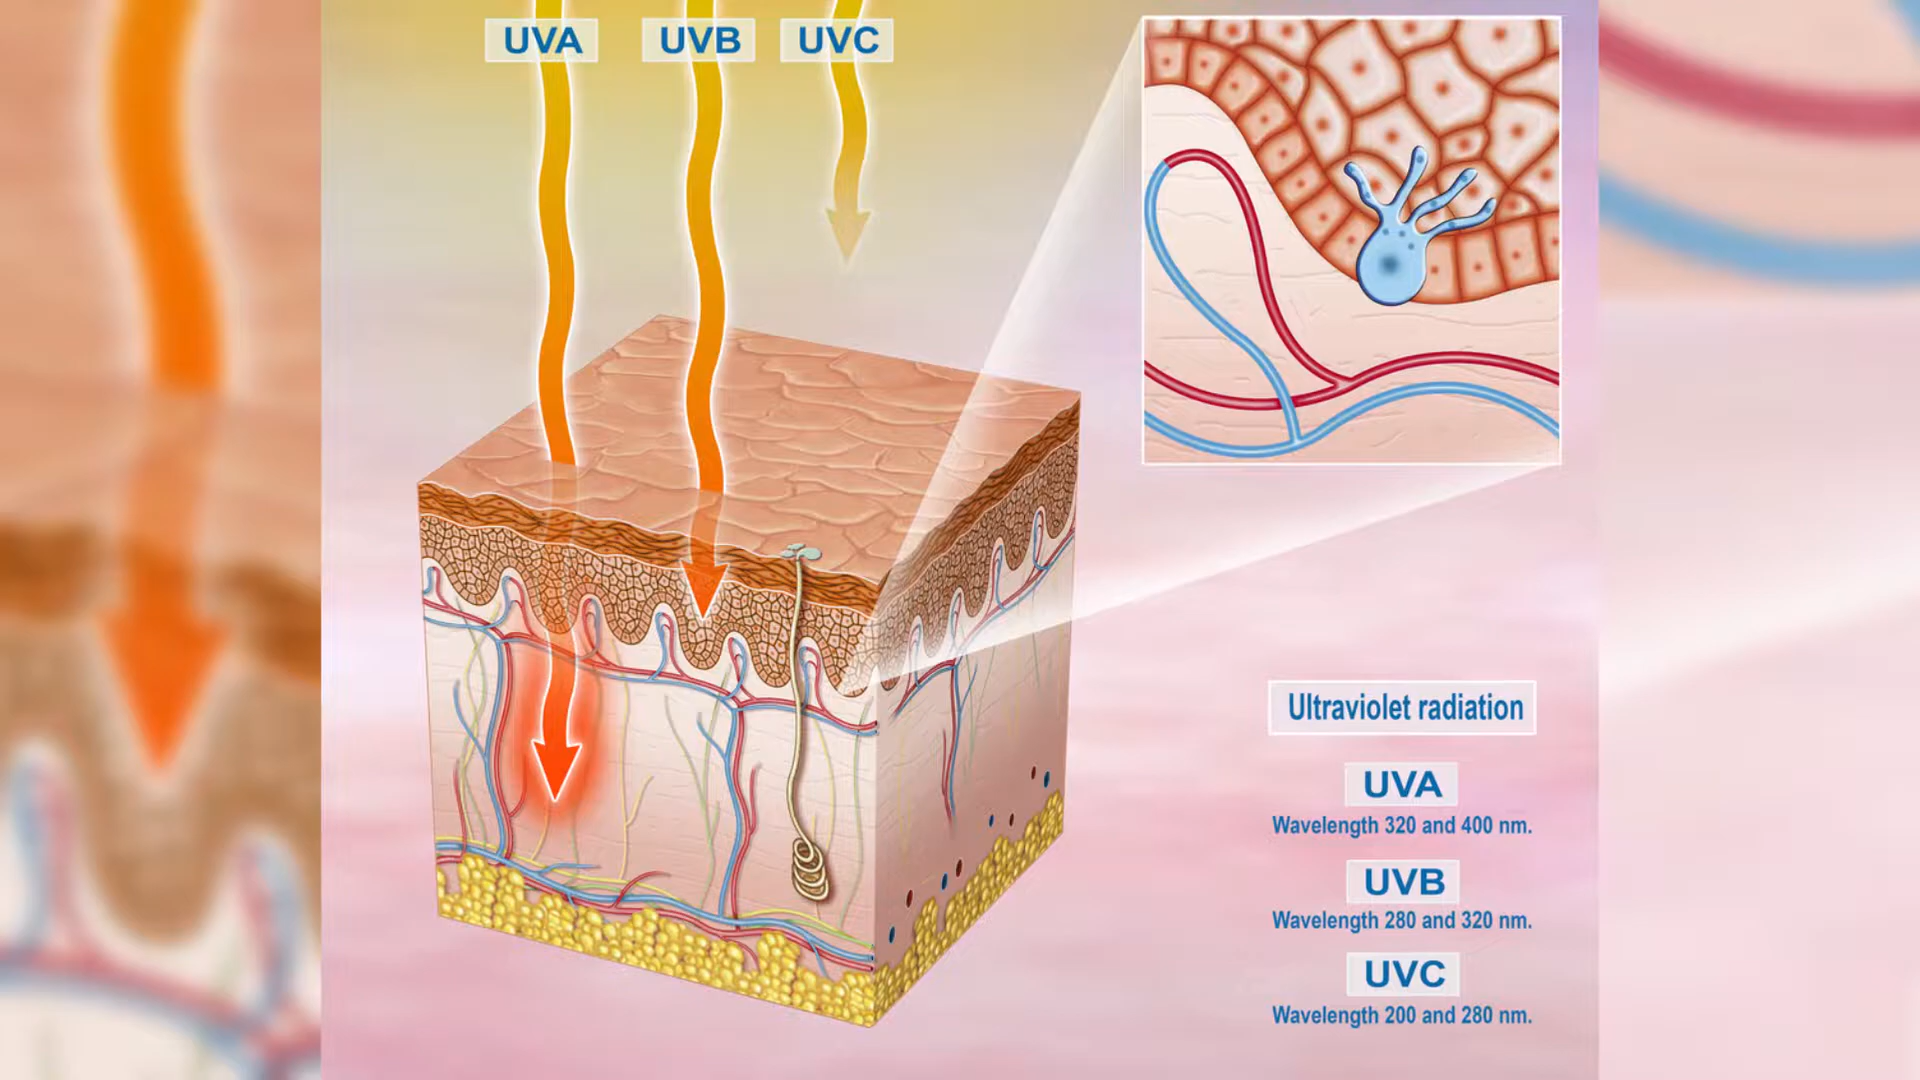 UVA UVB UVC
Ultraviolet radiation
UVA
Wavelength 320 and 400 nm.
UVB
Wavelength 280 and 320 nm.
UVC
Wavelength 200 and 280 nm.